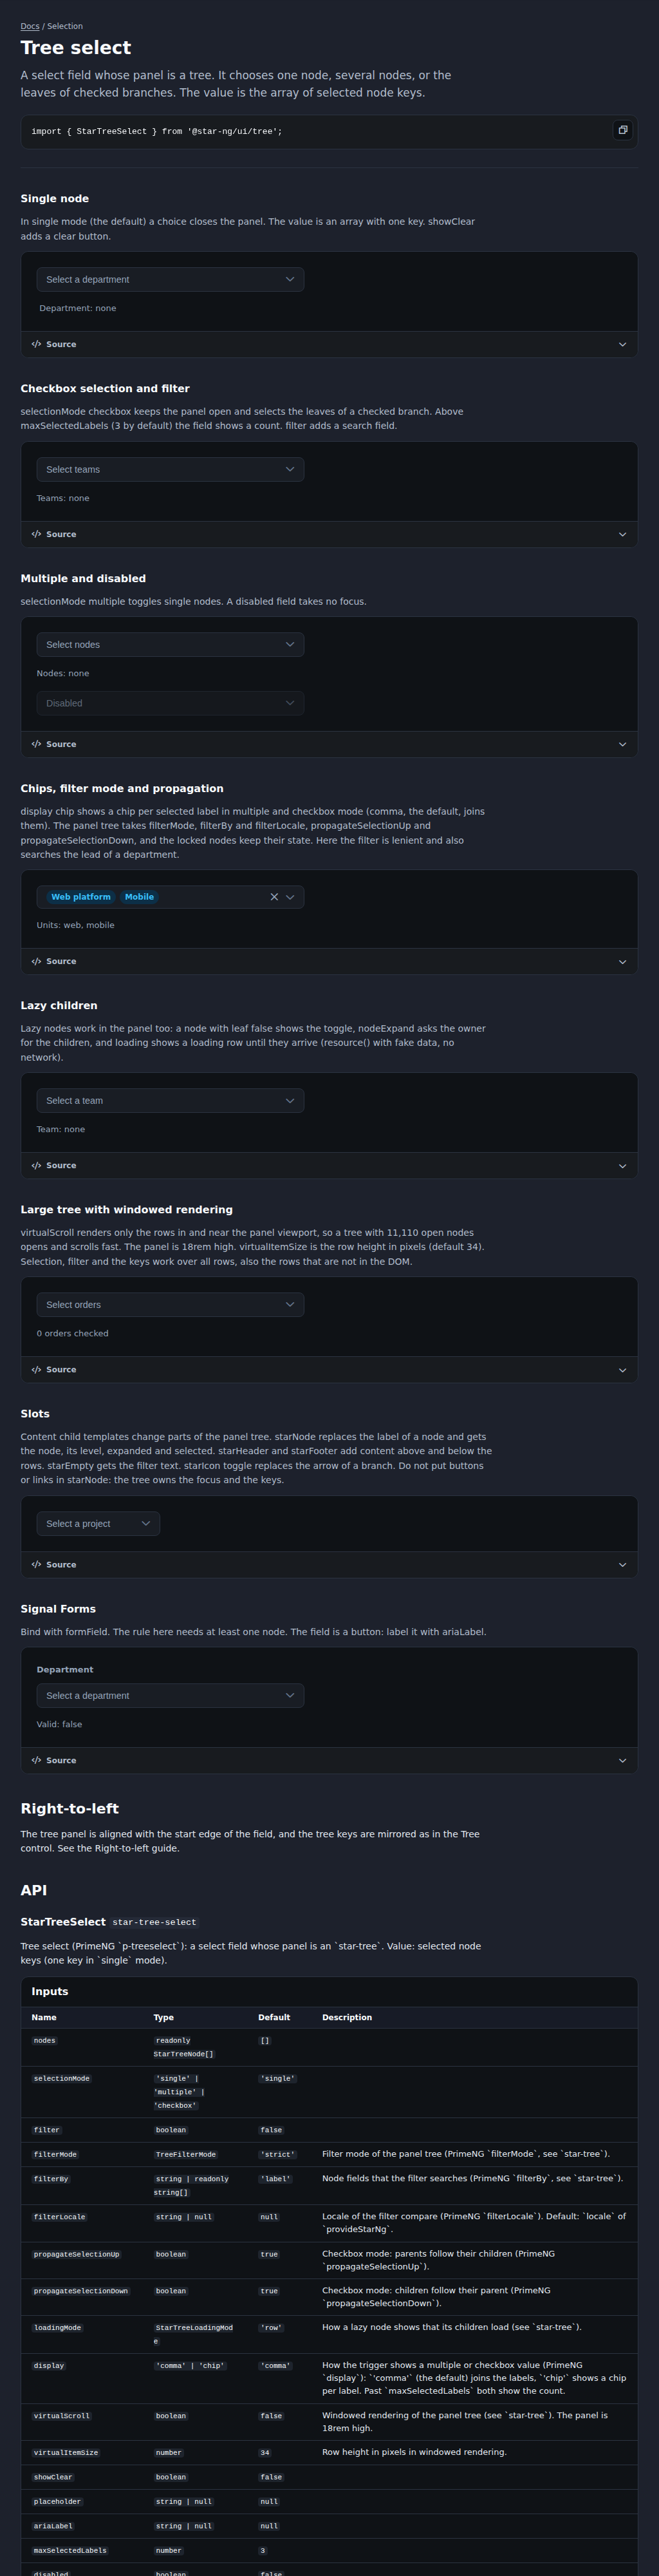 Docs / Selection
Tree select
A select field whose panel is a tree. It chooses one node, several nodes, or the
leaves of checked branches. The value is the array of selected node keys.
import { StarTreeSelect } from '@star-ng/ui/tree';
Single node
In single mode (the default) a choice closes the panel. The value is an array with one key. showClear
adds a clear button.
Select a department
Department: none
Source
Checkbox selection and filter
selectionMode checkbox keeps the panel open and selects the leaves of a checked branch. Above
maxSelectedLabels (3 by default) the field shows a count. filter adds a search field.
Select teams
Teams: none
Source
Multiple and disabled
selectionMode multiple toggles single nodes. A disabled field takes no focus.
Select nodes
Nodes: none
Disabled
Source
Chips, filter mode and propagation
display chip shows a chip per selected label in multiple and checkbox mode (comma, the default, joins
them). The panel tree takes filterMode, filterBy and filterLocale, propagateSelectionUp and
propagateSelectionDown, and the locked nodes keep their state. Here the filter is lenient and also
searches the lead of a department.
Web platform Mobile
Units: web, mobile
Source
Lazy children
Lazy nodes work in the panel too: a node with leaf false shows the toggle, nodeExpand asks the owner
for the children, and loading shows a loading row until they arrive (resource() with fake data, no
network).
Select a team
Team: none
Source
Large tree with windowed rendering
virtualScroll renders only the rows in and near the panel viewport, so a tree with 11,110 open nodes
opens and scrolls fast. The panel is 18rem high. virtualItemSize is the row height in pixels (default 34).
Selection, filter and the keys work over all rows, also the rows that are not in the DOM.
Select orders
0 orders checked
Source
Slots
Content child templates change parts of the panel tree. starNode replaces the label of a node and gets
the node, its level, expanded and selected. starHeader and starFooter add content above and below the
rows. starEmpty gets the filter text. starIcon toggle replaces the arrow of a branch. Do not put buttons
or links in starNode: the tree owns the focus and the keys.
Select a project
Source
Signal Forms
Bind with formField. The rule here needs at least one node. The field is a button: label it with ariaLabel.
Department
Select a department
Valid: false
Source
Right-to-left
The tree panel is aligned with the start edge of the field, and the tree keys are mirrored as in the Tree
control. See the Right-to-left guide.
API
StarTreeSelect star-tree-select
Tree select (PrimeNG `p-treeselect`): a select field whose panel is an `star-tree`. Value: selected node
keys (one key in `single` mode).
Inputs
Name Type Default Description
nodes readonly StarTreeNode[] []
selectionMode 'single' | 'multiple' | 'checkbox' 'single'
filter boolean false
filterMode TreeFilterMode 'strict' Filter mode of the panel tree (PrimeNG `filterMode`, see `star-tree`).
filterBy string | readonly string[] 'label' Node fields that the filter searches (PrimeNG `filterBy`, see `star-tree`).
filterLocale string | null null Locale of the filter compare (PrimeNG `filterLocale`). Default: `locale` of
`provideStarNg`.
propagateSelectionUp boolean true Checkbox mode: parents follow their children (PrimeNG
`propagateSelectionUp`).
propagateSelectionDown boolean true Checkbox mode: children follow their parent (PrimeNG
`propagateSelectionDown`).
loadingMode StarTreeLoadingMode 'row' How a lazy node shows that its children load (see `star-tree`).
display 'comma' | 'chip' 'comma' How the trigger shows a multiple or checkbox value (PrimeNG
`display`): `'comma'` (the default) joins the labels, `'chip'` shows a chip
per label. Past `maxSelectedLabels` both show the count.
virtualScroll boolean false Windowed rendering of the panel tree (see `star-tree`). The panel is
18rem high.
virtualItemSize number 34 Row height in pixels in windowed rendering.
showClear boolean false
placeholder string | null null
ariaLabel string | null null
maxSelectedLabels number 3
disabled boolean false